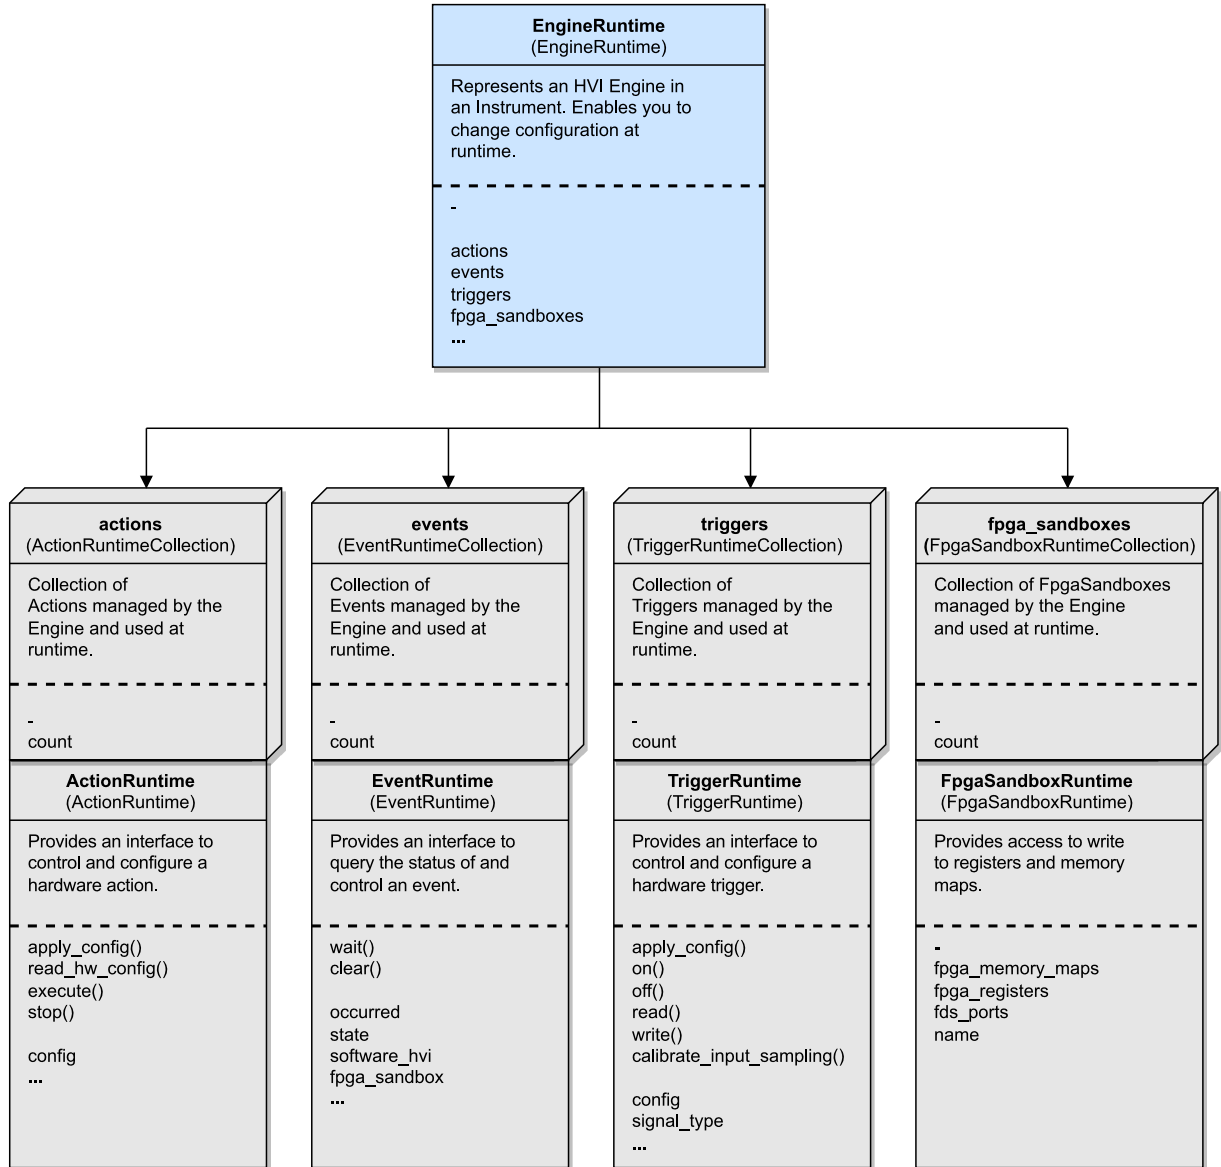 EngineRuntime
(EngineRuntime)
Represents an HVI Engine in
an Instrument. Enables you to
change configuration at
runtime.
-
actions
events
triggers
fpga_sandboxes
...
actions
(ActionRuntimeCollection)
Collection of
Actions managed by the
Engine and used at
runtime.
-
count
ActionRuntime
(ActionRuntime)
Provides an interface to
control and configure a
hardware action.
apply_config()
read_hw_config()
execute()
stop()
config
...
events
(EventRuntimeCollection)
Collection of
Events managed by the
Engine and used at
runtime.
-
count
EventRuntime
(EventRuntime)
Provides an interface to
query the status of and
control an event.
wait()
clear()
occurred
state
software_hvi
fpga_sandbox
...
triggers
(TriggerRuntimeCollection)
Collection of
Triggers managed by the
Engine and used at
runtime.
-
count
TriggerRuntime
(TriggerRuntime)
Provides an interface to
control and configure a
hardware trigger.
apply_config()
on()
off()
read()
write()
calibrate_input_sampling()
config
signal_type
...
fpga_sandboxes
(FpgaSandboxRuntimeCollection)
Collection of FpgaSandboxes
managed by the Engine
and used at runtime.
-
count
FpgaSandboxRuntime
(FpgaSandboxRuntime)
Provides access to write
to registers and memory
maps.
-
fpga_memory_maps
fpga_registers
fds_ports
name